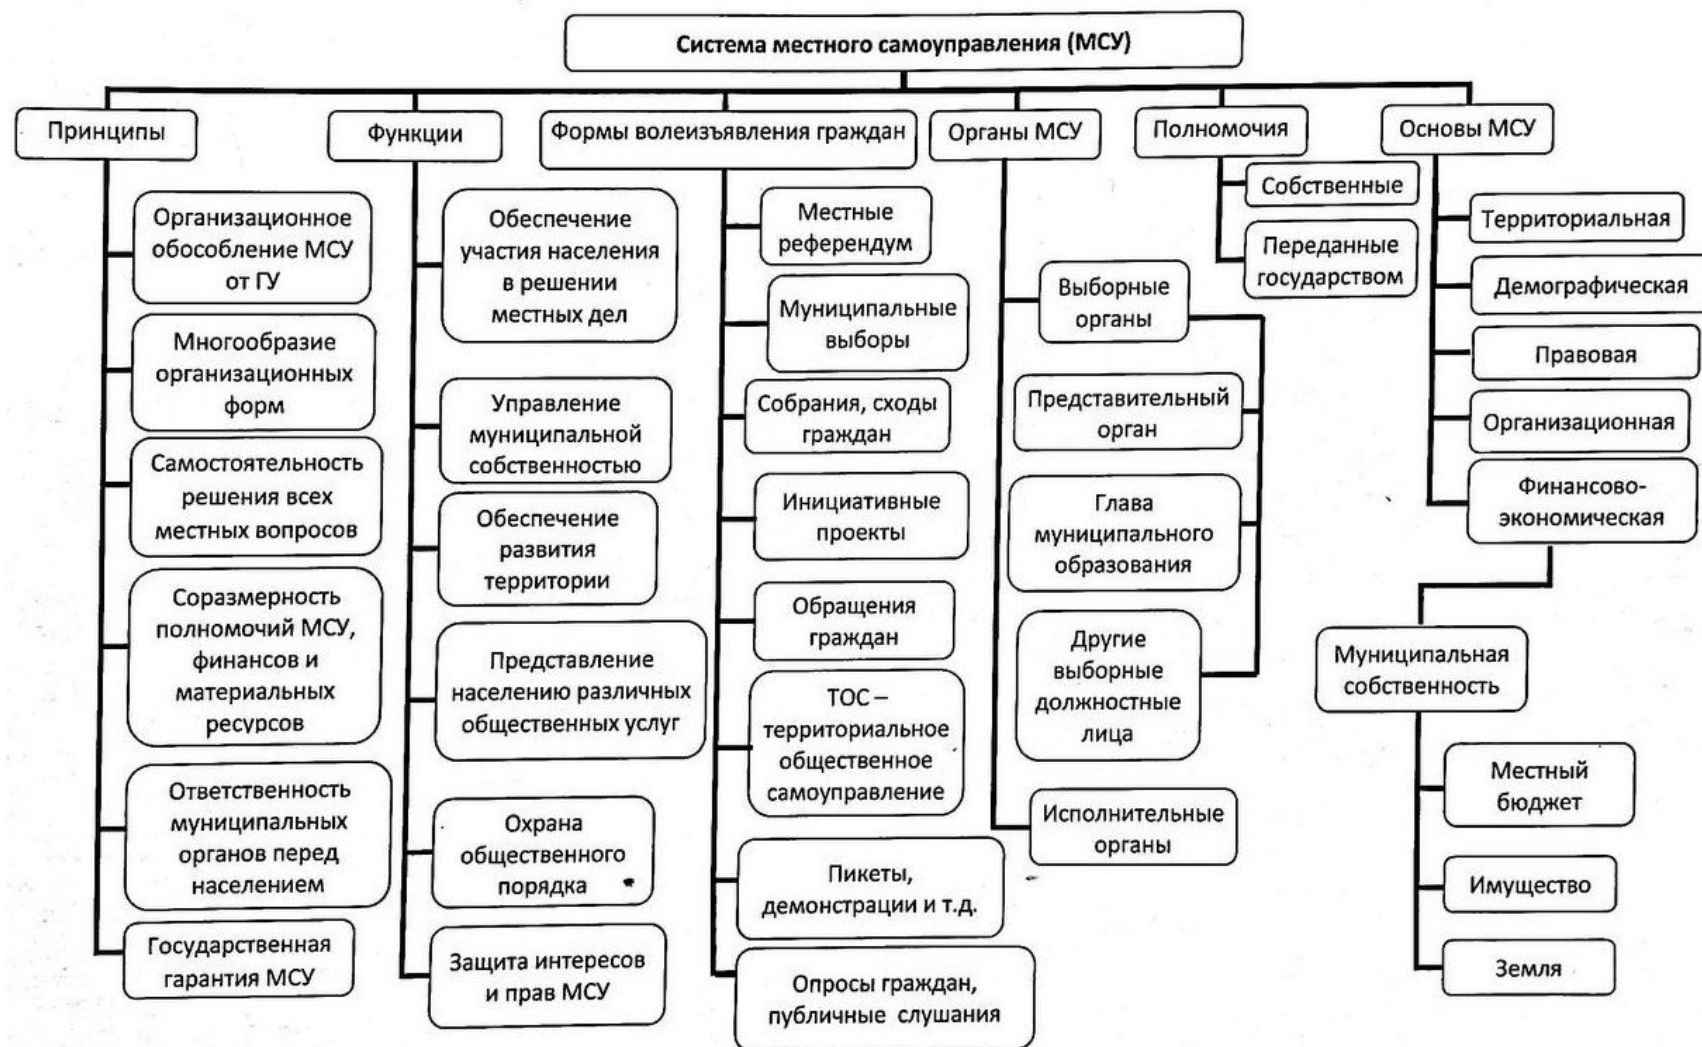 Система местного самоуправления (МСУ)
Принципы
Организационное
обособление МСУ
от ГУ
Многообразие
организационных
форм
Самостоятельность
решения всех
местных вопросов
Соразмерность
полномочий МСУ,
финансов и
материальных
ресурсов
Ответственность
муниципальных
органов перед
населением
Государственная
гарантия МСУ
Функции
Обеспечение
участия населения
в решении
местных дел
Управление
муниципальной
собственностью
Обеспечение
развития
территории
Представление
населению различных
общественных услуг
Охрана
общественного
порядка
Защита интересов
и прав МСУ
Формы волеизъявления граждан
Местные
референдум
Муниципальные
выборы
Собрания, сходы
граждан
Инициативные
проекты
Обращения
граждан
ТОС –
территориальное
общественное
самоуправление
Пикеты,
демонстрации и т.д.
Опросы граждан,
публичные слушания
Органы МСУ
Выборные
органы
Представительный
орган
Глава
муниципального
образования
Другие
выборные
должностные
лица
Исполнительные
органы
Полномочия
Собственные
Переданные
государством
Основы МСУ
Территориальная
Демографическая
Правовая
Организационная
Финансово-
экономическая
Муниципальная
собственность
Местный
бюджет
Имущество
Земля